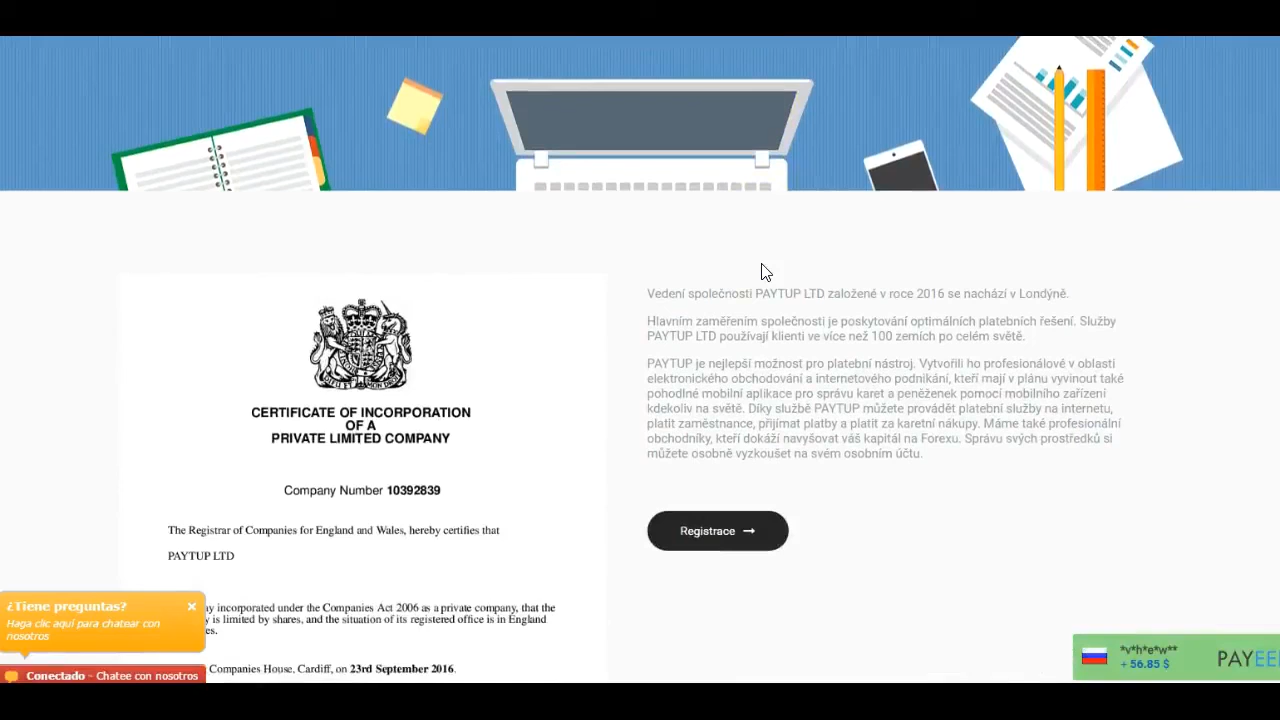 CERTIFICATE OF INCORPORATION
OF A
PRIVATE LIMITED COMPANY
Company Number 10392839
The Registrar of Companies for England and Wales, hereby certifies that
PAYTUP LTD
incorporated under the Companies Act 2006 as a private company, that the
is limited by shares, and the situation of its registered office is in England
Companies House, Cardiff, on 23rd September 2016.
Vedení společnosti PAYTUP LTD založené v roce 2016 se nachází v Londýně.
Hlavním zaměřením společnosti je poskytování optimálních platebních řešení. Služby
PAYTUP LTD používají klienti ve více než 100 zemích po celém světě.
PAYTUP je nejlepší možnost pro platební nástroj. Vytvořili ho profesionálové v oblasti
elektronického obchodování a internetového podnikání, kteří mají v plánu vyvinout také
pohodlné mobilní aplikace pro správu karet a peněženek pomocí mobilního zařízení
kdekoliv na světě. Díky službě PAYTUP můžete provádět platební služby na internetu,
platit zaměstnance, přijímat platby a platit za karetní nákupy. Máme také profesionální
obchodníky, kteří dokáží navyšovat váš kapitál na Forexu. Správu svých prostředků si
můžete osobně vyzkoušet na svém osobním účtu.
Registrace
¿Tiene preguntas?
Haga clic aquí para chatear con
nosotros
Conectado - Chatee con nosotros
*v*h*e*w**
+ 56.85 $